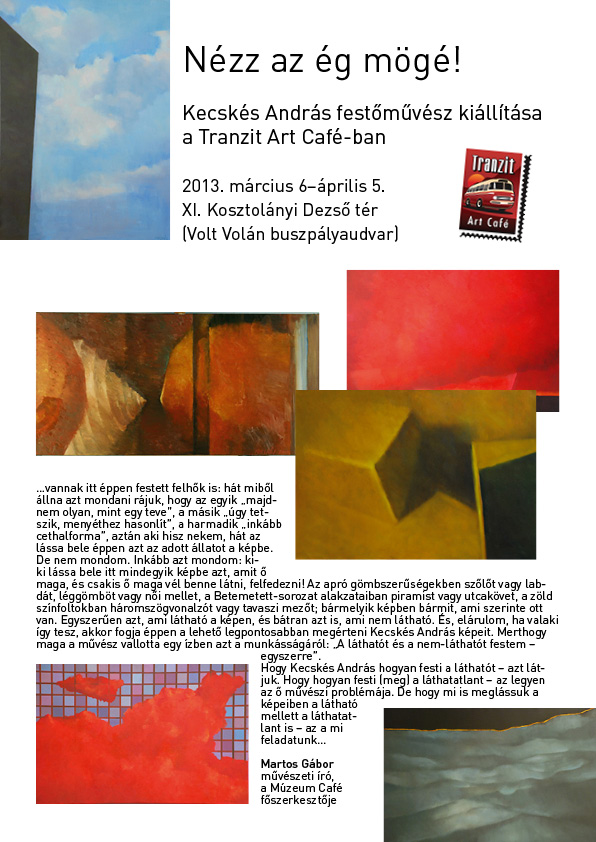 Nézz az ég mögé!
Kecskés András festőművész kiállítása
a Tranzit Art Café-ban
2013. március 6–április 5.
XI. Kosztolányi Dezső tér
(Volt Volán buszpályaudvar)
Tranzit
Art Café
...vannak itt éppen festett felhők is: hát miből
állna azt mondani rájuk, hogy az egyik „majd-
nem olyan, mint egy teve”, a másik „úgy tet-
szik, menyéthez hasonlít”, a harmadik „inkább
cethalforma”, aztán aki hisz nekem, hát az
lássa bele éppen azt az adott állatot a képbe.
De nem mondom. Inkább azt mondom: ki-
ki lássa bele itt mindegyik képbe azt, amit ő
maga, és csakis ő maga vél benne látni, felfedezni! Az apró gömbszerűségekben szőlőt vagy lab-
dát, léggömböt vagy női mellet, a Betemetett-sorozat alakzataiban piramist vagy utcakövet, a zöld
színfoltokban háromszögvonalzót vagy tavaszi mezőt; bármelyik képben bármit, ami szerinte ott
van. Egyszerűen azt, ami látható a képen, és bátran azt is, ami nem látható. És, elárulom, ha valaki
így tesz, akkor fogja éppen a lehető legpontosabban megérteni Kecskés András képeit. Merthogy
maga a művész vallotta egy ízben azt a munkásságáról: „A láthatót és a nem-láthatót festem –
egyszerre”.
Hogy Kecskés András hogyan festi a láthatót – azt lát-
juk. Hogy hogyan festi (meg) a láthatatlant – az legyen
az ő művészi problémája. De hogy mi is meglássuk a
képeiben a látható
mellett a láthatat-
lant is – az a mi
feladatunk...
Martos Gábor
művészeti író,
a Múzeum Café
főszerkesztője